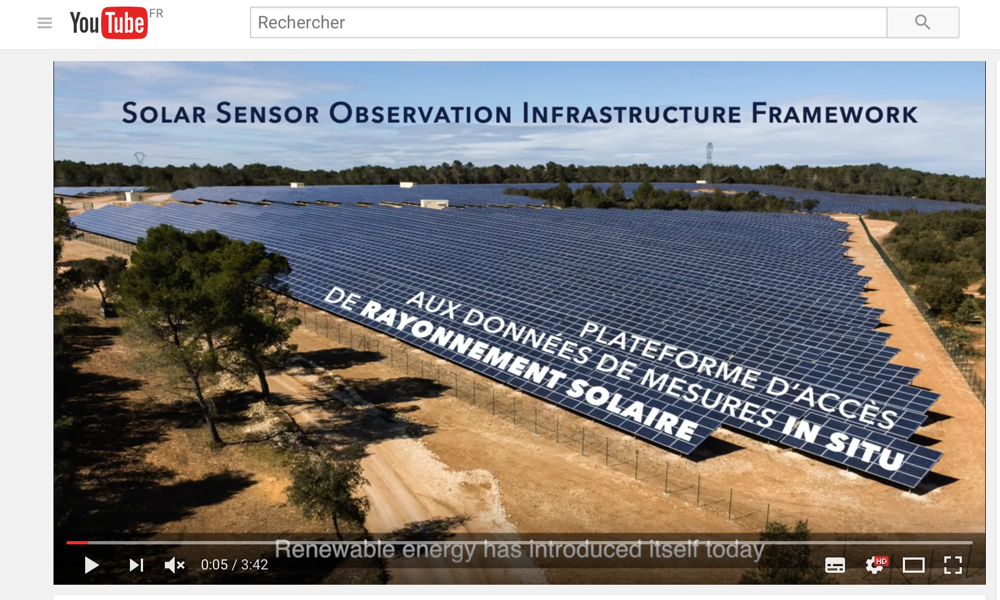 YouTube FR
Rechercher
SOLAR SENSOR OBSERVATION INFRASTRUCTURE FRAMEWORK
PLATEFORME D'ACCÈS
AUX DONNÉES DE MESURES IN SITU
DE RAYONNEMENT SOLAIRE
Renewable energy has introduced itself today
0:05 / 3:42
HD